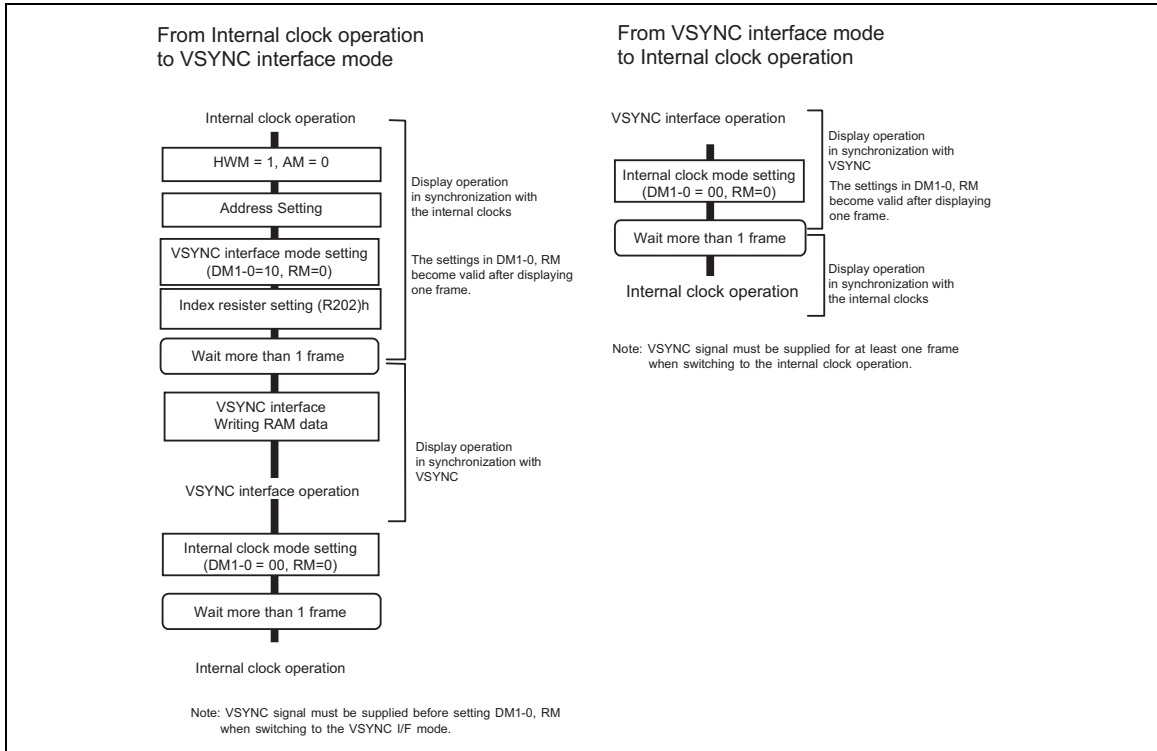 From Internal clock operation
to VSYNC interface mode
Internal clock operation
HWM = 1, AM = 0
Address Setting
VSYNC interface mode setting
(DM1-0=10, RM=0)
Index resister setting (R202)h
Wait more than 1 frame
VSYNC interface
Writing RAM data
VSYNC interface operation
Internal clock mode setting
(DM1-0 = 00, RM=0)
Wait more than 1 frame
Internal clock operation
Display operation
in synchronization with
the internal clocks
The settings in DM1-0, RM
become valid after displaying
one frame.
Display operation
in synchronization with
VSYNC
Note: VSYNC signal must be supplied before setting DM1-0, RM
when switching to the VSYNC I/F mode.
From VSYNC interface mode
to Internal clock operation
VSYNC interface operation
Internal clock mode setting
(DM1-0 = 00, RM=0)
Wait more than 1 frame
Internal clock operation
Display operation
in synchronization with
VSYNC
The settings in DM1-0, RM
become valid after displaying
one frame.
Display operation
in synchronization with
the internal clocks
Note: VSYNC signal must be supplied for at least one frame
when switching to the internal clock operation.